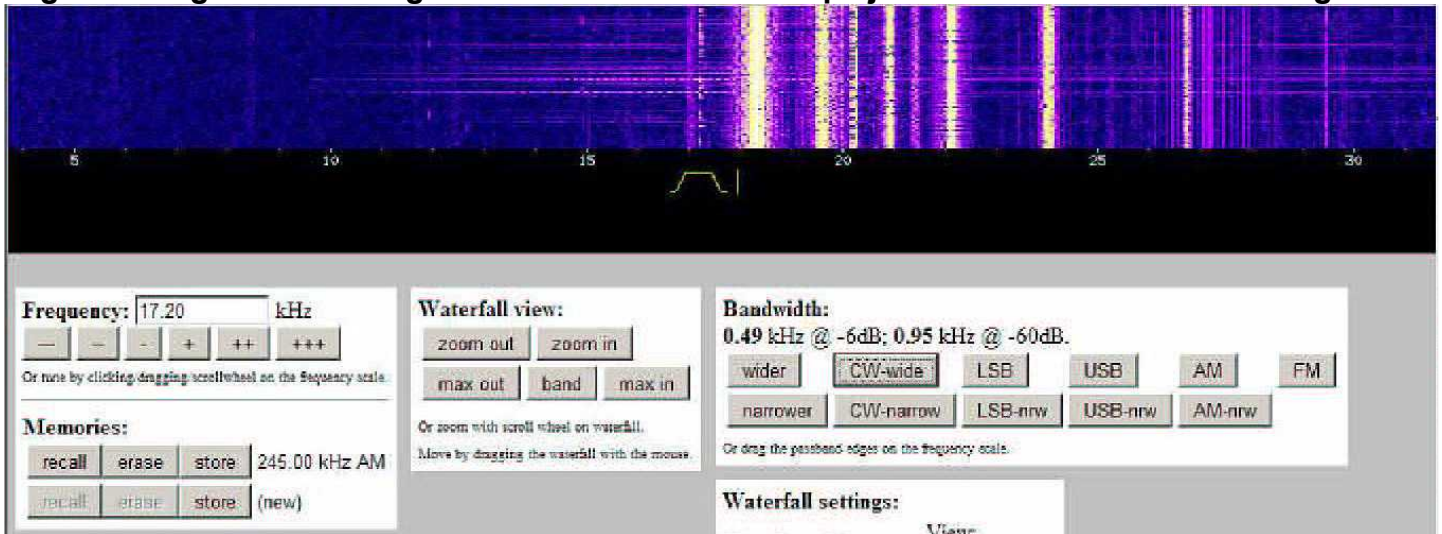 5 10 15 20 25 30
Frequency: 17.20 kHz
--- -- - + ++ +++
Or tune by clicking/dragging/scrollwheel on the frequency scale.
Memories:
recall erase store 245.00 kHz AM
recall erase store (new)
Waterfall view:
zoom out zoom in
max out band max in
Or zoom with scroll wheel on waterfall.
Move by dragging the waterfall with the mouse.
Bandwidth:
0.49 kHz @ -6dB; 0.95 kHz @ -60dB.
wider CW-wide LSB USB AM FM
narrower CW-narrow LSB-nrw USB-nrw AM-nrw
Or drag the passband edges on the frequency scale.
Waterfall settings:
View: